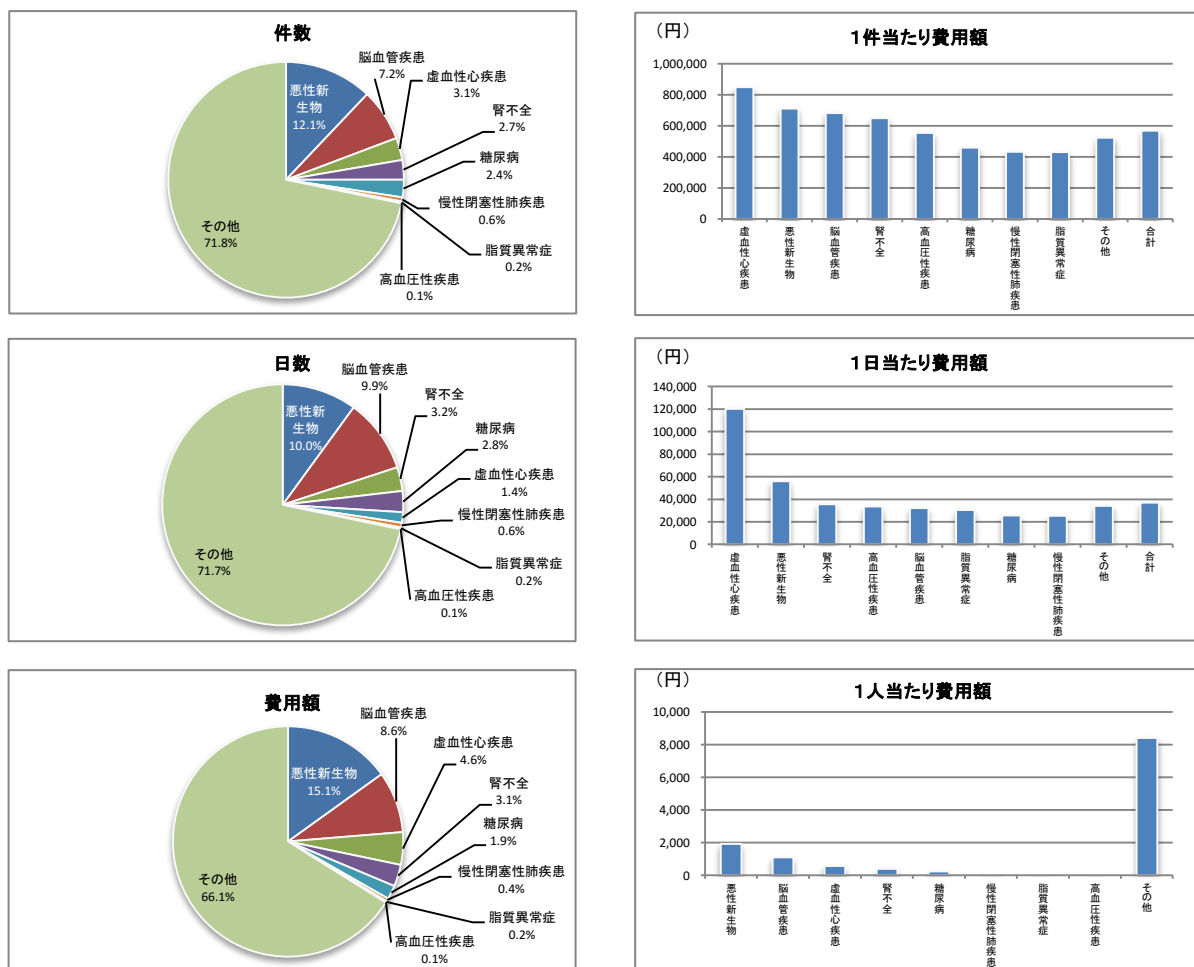 件数
悪性新
生物
12.1%
脳血管疾患
7.2%
虚血性心疾患
3.1%
腎不全
2.7%
糖尿病
2.4%
慢性閉塞性肺疾患
0.6%
脂質異常症
0.2%
高血圧性疾患
0.1%
その他
71.8%
(円)
1件当たり費用額
1,000,000
800,000
600,000
400,000
200,000
0
虚血性心疾患
悪性新生物
脳血管疾患
腎不全
高血圧性疾患
糖尿病
慢性閉塞性肺疾患
脂質異常症
その他
合計
日数
悪性新
生物
10.0%
脳血管疾患
9.9%
腎不全
3.2%
糖尿病
2.8%
虚血性心疾患
1.4%
慢性閉塞性肺疾患
0.6%
脂質異常症
0.2%
高血圧性疾患
0.1%
その他
71.7%
(円)
1日当たり費用額
140,000
120,000
100,000
80,000
60,000
40,000
20,000
0
虚血性心疾患
悪性新生物
腎不全
高血圧性疾患
脳血管疾患
脂質異常症
糖尿病
慢性閉塞性肺疾患
その他
合計
費用額
悪性新生物
15.1%
脳血管疾患
8.6%
虚血性心疾患
4.6%
腎不全
3.1%
糖尿病
1.9%
慢性閉塞性肺疾患
0.4%
脂質異常症
0.2%
高血圧性疾患
0.1%
その他
66.1%
(円)
1人当たり費用額
10,000
8,000
6,000
4,000
2,000
0
悪性新生物
脳血管疾患
虚血性心疾患
腎不全
糖尿病
慢性閉塞性肺疾患
脂質異常症
高血圧性疾患
その他